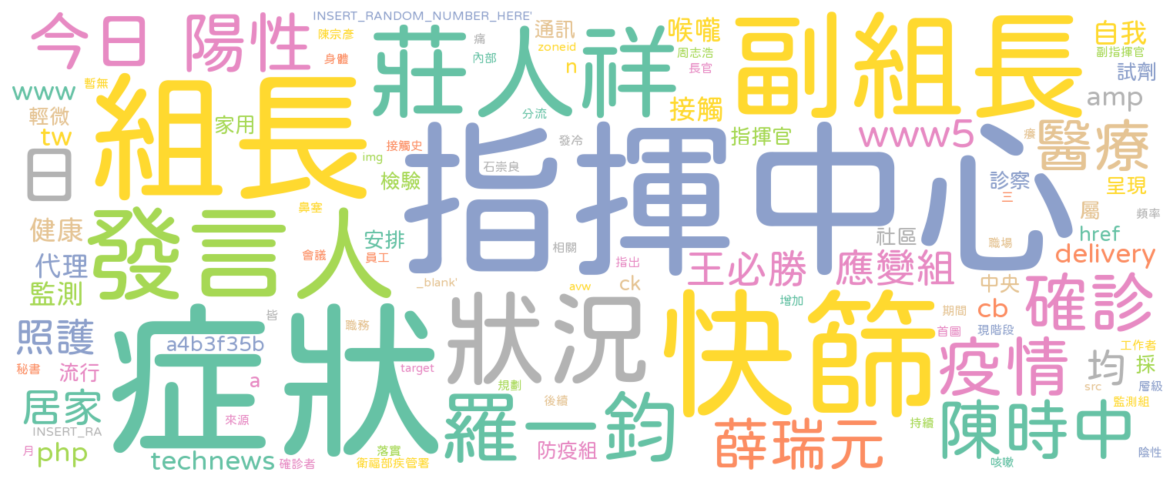 今日
陽性
INSERT_RANDOM_NUMBER_HERE'
陳宗彥
身體
莊人祥
痛
內部
通訊
zoneid
n
喉嚨
周志浩
長官
副組長
自我
副指揮官
試劑
www
暫無
輕微
tw
組長
家用
分流
接觸
amp
日
接觸史
img
檢驗
指揮中心
發冷
石崇良
指揮官
www5
癢
醫療
診察
三
呈現
健康
發言人
鼻塞
安排
員工
會議
相關
社區
職場
屬
頻率
href
代理
監測
_blank'
指出
avw
ck
王必勝
應變組
delivery
中央
增加
cb
確診
照護
症狀
a4b3f35b
皆
職務
狀況
快篩
期間
首圖
現階段
秘書
流行
a
target
規劃
疫情
均
工作者
採
src
層級
居家
來源
羅一鈞
後續
監測組
INSERT_RA
月
php
technews
確診者
落實
衛福部疾管署
防疫組
薛瑞元
持續
陳時中
咳嗽
陰性